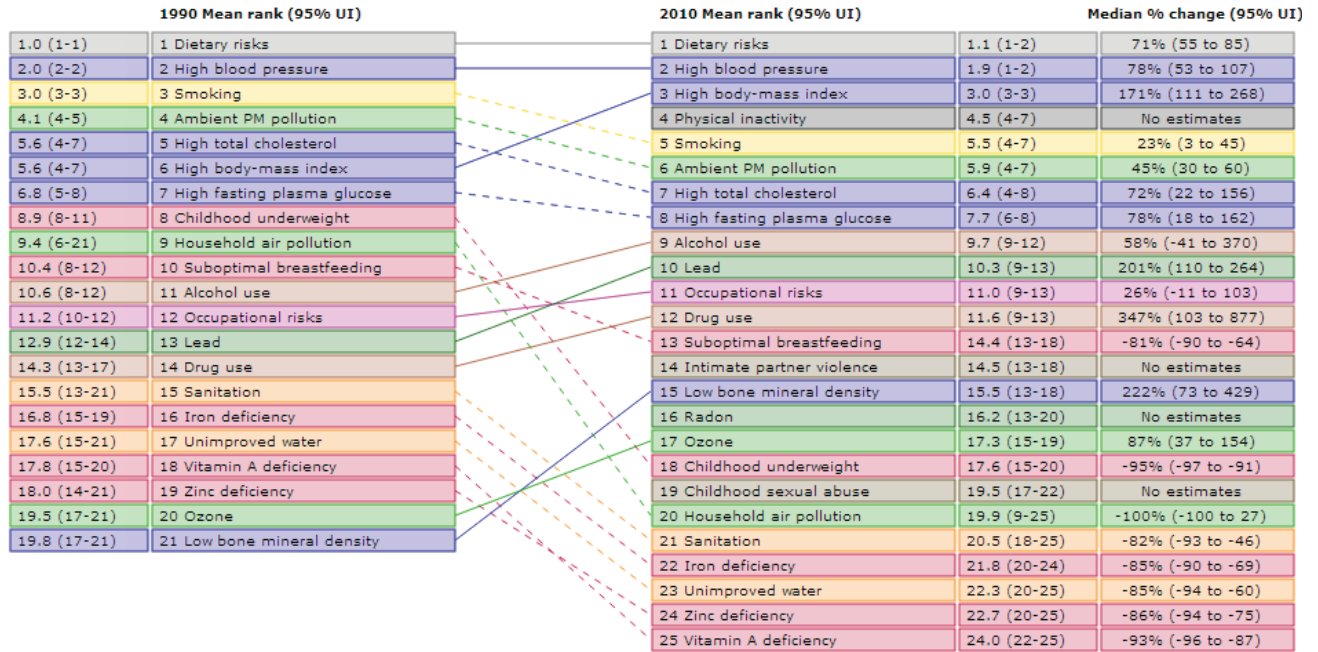 1990 Mean rank (95% UI) 2010 Mean rank (95% UI) Median % change (95% UI)
1.0 (1-1) 1 Dietary risks 1 Dietary risks 1.1 (1-2) 71% (55 to 85)
2.0 (2-2) 2 High blood pressure 2 High blood pressure 1.9 (1-2) 78% (53 to 107)
3.0 (3-3) 3 Smoking 3 High body-mass index 3.0 (3-3) 171% (111 to 268)
4.1 (4-5) 4 Ambient PM pollution 4 Physical inactivity 4.5 (4-7) No estimates
5.6 (4-7) 5 High total cholesterol 5 Smoking 5.5 (4-7) 23% (3 to 45)
5.6 (4-7) 6 High body-mass index 6 Ambient PM pollution 5.9 (4-7) 45% (30 to 60)
6.8 (5-8) 7 High fasting plasma glucose 7 High total cholesterol 6.4 (4-8) 72% (22 to 156)
8.9 (8-11) 8 Childhood underweight 8 High fasting plasma glucose 7.7 (6-8) 78% (18 to 162)
9.4 (6-21) 9 Household air pollution 9 Alcohol use 9.7 (9-12) 58% (-41 to 370)
10.4 (8-12) 10 Suboptimal breastfeeding 10 Lead 10.3 (9-13) 201% (110 to 264)
10.6 (8-12) 11 Alcohol use 11 Occupational risks 11.0 (9-13) 26% (-11 to 103)
11.2 (10-12) 12 Occupational risks 12 Drug use 11.6 (9-13) 347% (103 to 877)
12.9 (12-14) 13 Lead 13 Suboptimal breastfeeding 14.4 (13-18) -81% (-90 to -64)
14.3 (13-17) 14 Drug use 14 Intimate partner violence 14.5 (13-18) No estimates
15.5 (13-21) 15 Sanitation 15 Low bone mineral density 15.5 (13-18) 222% (73 to 429)
16.8 (15-19) 16 Iron deficiency 16 Radon 16.2 (13-20) No estimates
17.6 (15-21) 17 Unimproved water 17 Ozone 17.3 (15-19) 87% (37 to 154)
17.8 (15-20) 18 Vitamin A deficiency 18 Childhood underweight 17.6 (15-20) -95% (-97 to -91)
18.0 (14-21) 19 Zinc deficiency 19 Childhood sexual abuse 19.5 (17-22) No estimates
19.5 (17-21) 20 Ozone 20 Household air pollution 19.9 (9-25) -100% (-100 to 27)
19.8 (17-21) 21 Low bone mineral density 21 Sanitation 20.5 (18-25) -82% (-93 to -46)
22 Iron deficiency 21.8 (20-24) -85% (-90 to -69)
23 Unimproved water 22.3 (20-25) -85% (-94 to -60)
24 Zinc deficiency 22.7 (20-25) -86% (-94 to -75)
25 Vitamin A deficiency 24.0 (22-25) -93% (-96 to -87)